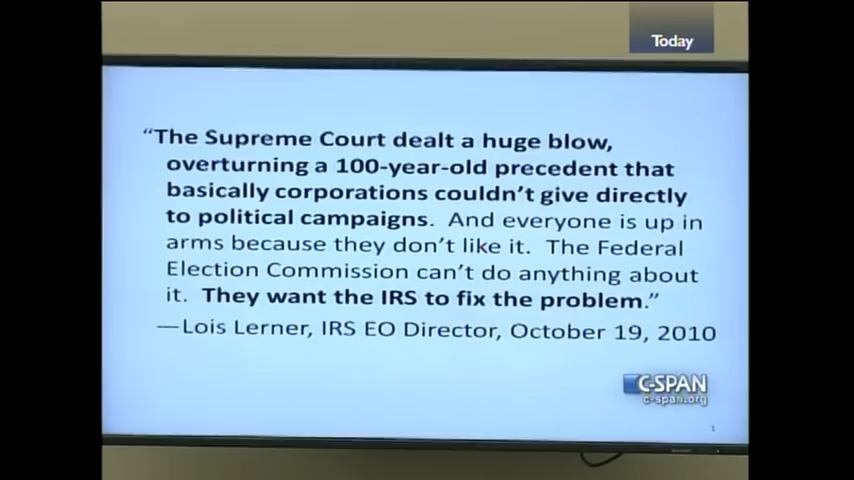 Today
“The Supreme Court dealt a huge blow,
overturning a 100-year-old precedent that
basically corporations couldn’t give directly
to political campaigns. And everyone is up in
arms because they don’t like it. The Federal
Election Commission can’t do anything about
it. They want the IRS to fix the problem.”
—Lois Lerner, IRS EO Director, October 19, 2010
C-SPAN
c-span.org
1